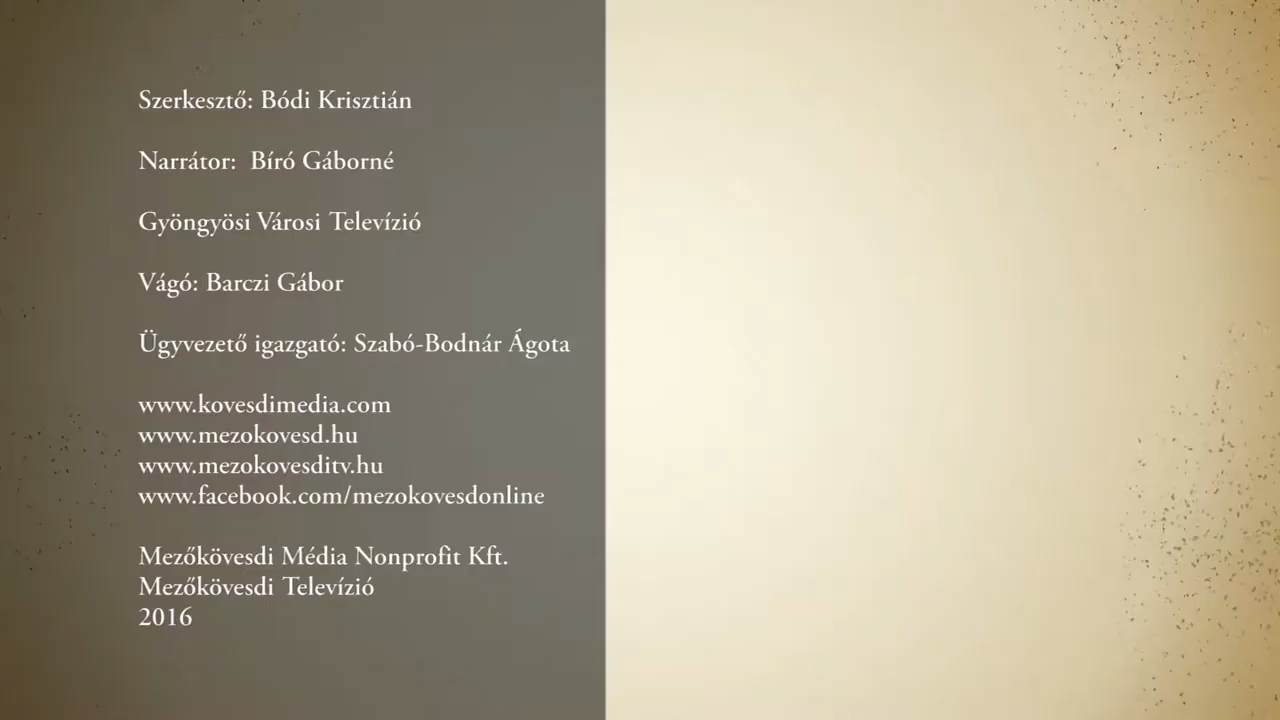 Szerkesztő: Bódi Krisztián
Narrátor:  Bíró Gáborné
Gyöngyösi Városi Televízió
Vágó: Barczi Gábor
Ügyvezető igazgató: Szabó-Bodnár Ágota
www.kovesdimedia.com
www.mezokovesd.hu
www.mezokovesditv.hu
www.facebook.com/mezokovesdonline
Mezőkövesdi Média Nonprofit Kft.
Mezőkövesdi Televízió
2016